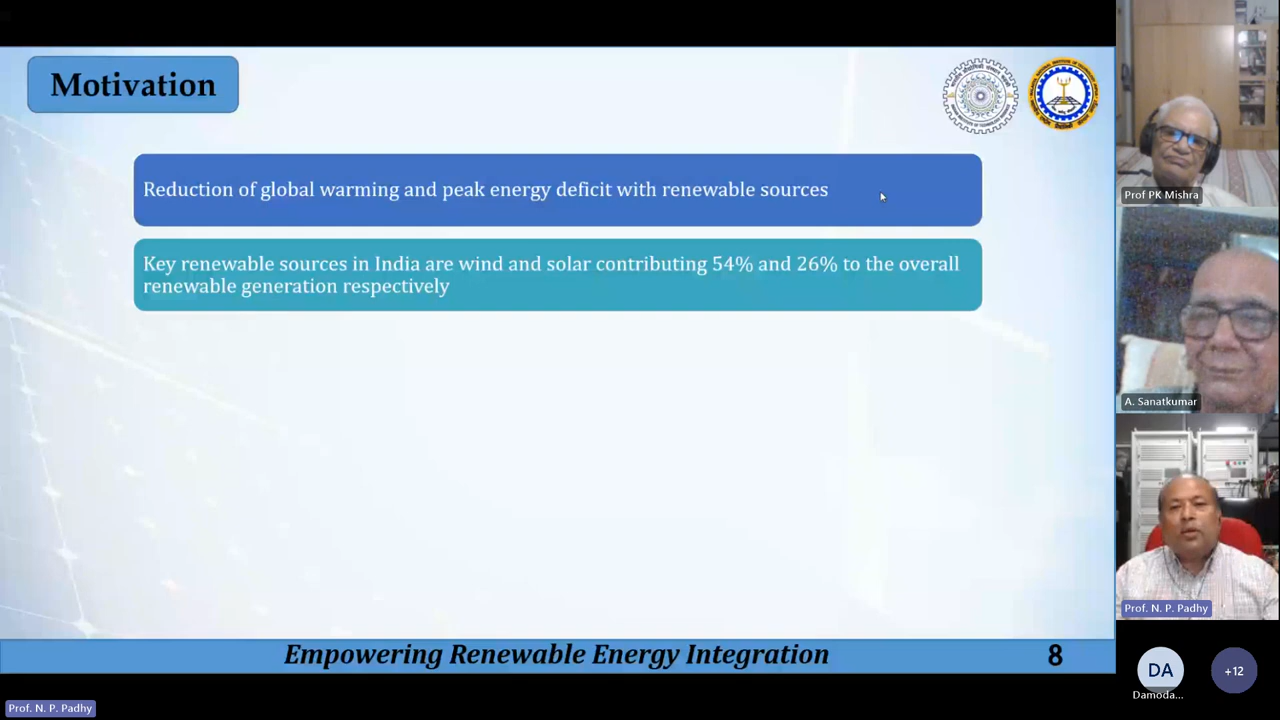 Motivation
Reduction of global warming and peak energy deficit with renewable sources
Key renewable sources in India are wind and solar contributing 54% and 26% to the overall
renewable generation respectively
Empowering Renewable Energy Integration
8
Prof PK Mishra
A. Sanatkumar
Prof. N. P. Padhy
DA
Damoda...
+12
Prof. N. P. Padhy